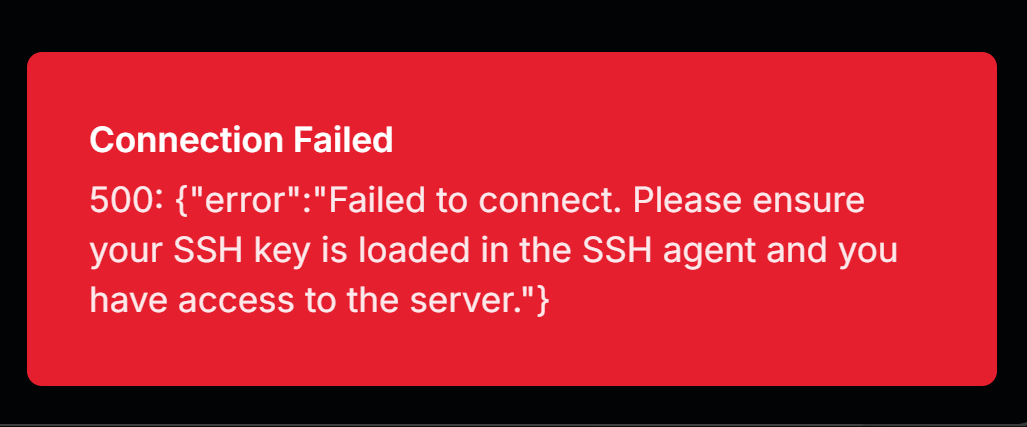 Connection Failed
500: {"error":"Failed to connect. Please ensure
your SSH key is loaded in the SSH agent and you
have access to the server."}